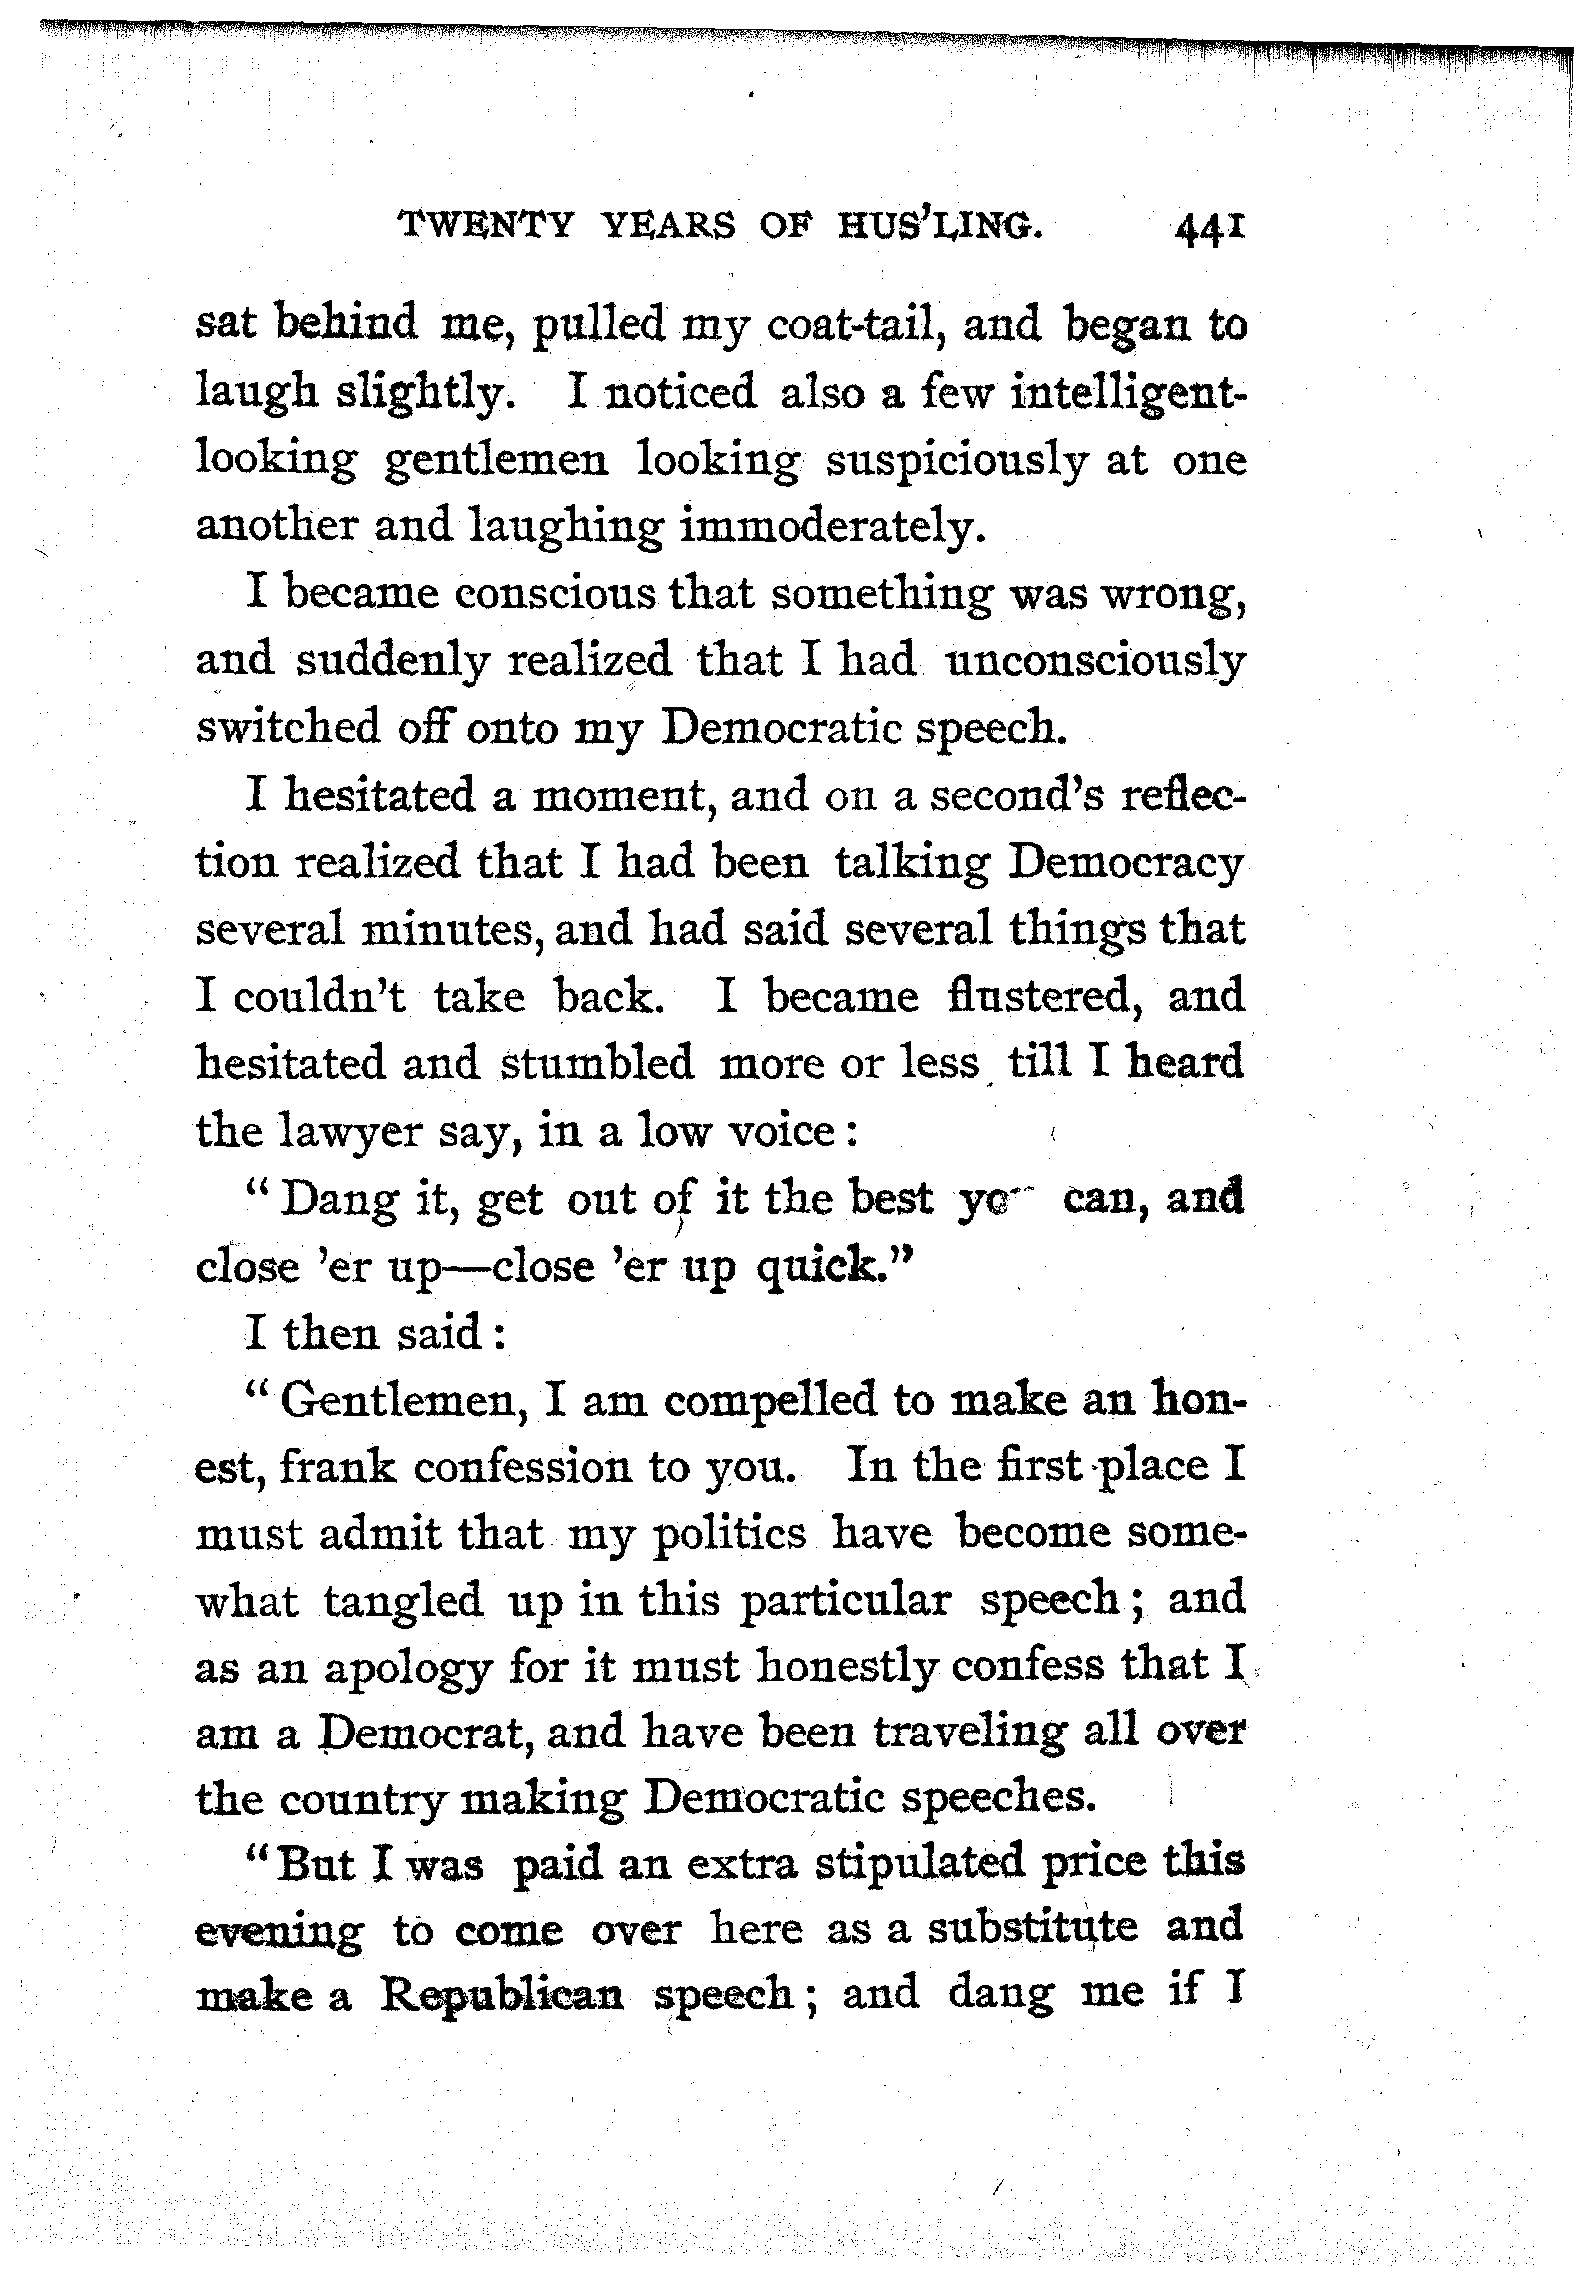 TWENTY YEARS OF HUS'LING. 441
sat behind me, pulled my coat-tail, and began to
laugh slightly. I noticed also a few intelligent-
looking gentlemen looking suspiciously at one
another and laughing immoderately.
I became conscious that something was wrong,
and suddenly realized that I had unconsciously
switched off onto my Democratic speech.
I hesitated a moment, and on a second's reflec-
tion realized that I had been talking Democracy
several minutes, and had said several things that
I couldn't take back. I became flustered, and
hesitated and stumbled more or less till I heard
the lawyer say, in a low voice:
"Dang it, get out of it the best can, and
close 'er up—close 'er up quick."
I then said:
"Gentlemen, I am compelled to make an hon-
est, frank confession to you. In the first place I
must admit that my politics have become some-
what tangled up in this particular speech; and
as an apology for it must honestly confess that I
am a Democrat, and have been traveling all over
the country making Democratic speeches.
"But I was paid an extra stipulated price this
evening to come over here as a substitute and
make a Republican speech; and dang me if I